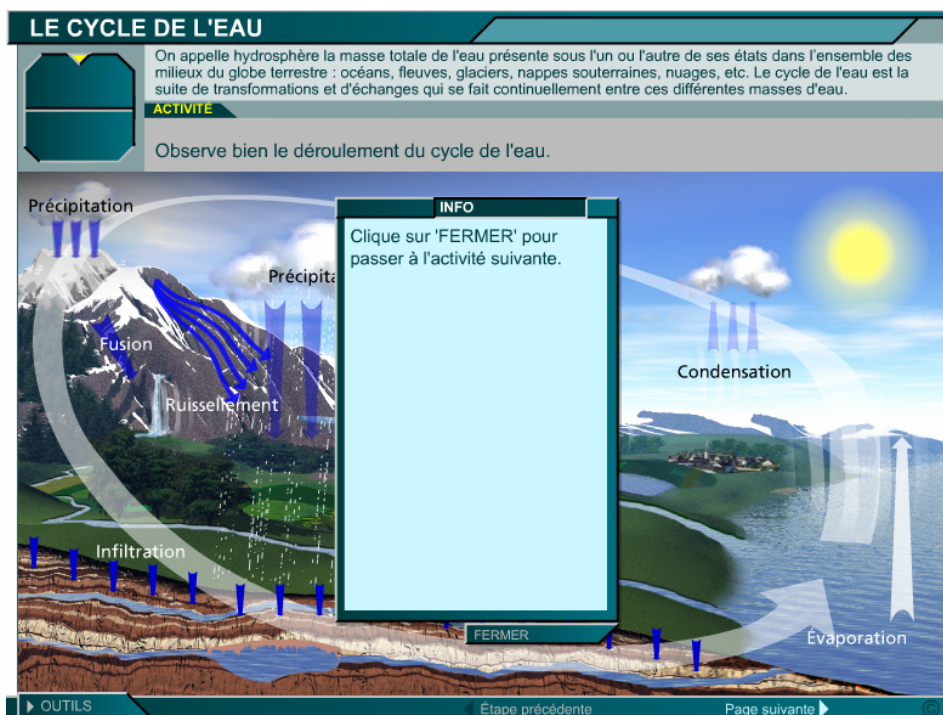 LE CYCLE DE L'EAU
On appelle hydrosphère la masse totale de l'eau présente sous l'un ou l'autre de ses états dans l'ensemble des
milieux du globe terrestre : océans, fleuves, glaciers, nappes souterraines, nuages, etc. Le cycle de l'eau est la
suite de transformations et d'échanges qui se fait continuellement entre ces différentes masses d'eau.
ACTIVITÉ
Observe bien le déroulement du cycle de l'eau.
Précipitation
INFO
Clique sur 'FERMER' pour
passer à l'activité suivante.
Précipita
Fusion
Condensation
Ruissellement
Infiltration
FERMER
Évaporation
OUTILS
Étape précédente
Page suivante
©